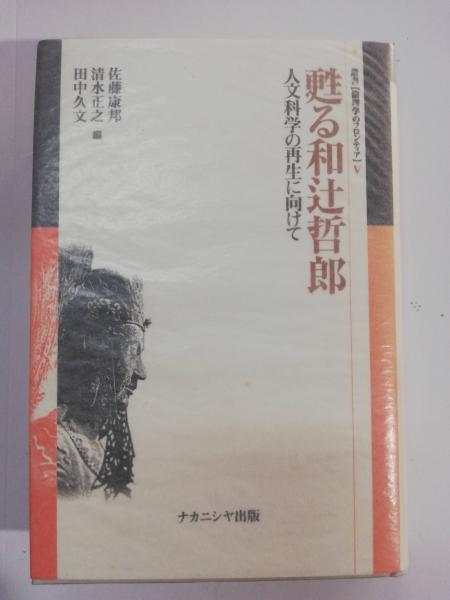 叢書【倫理学のフロンティア】Ⅴ
甦る和辻哲郎
人文科学の再生に向けて
佐藤康邦
清水正之
田中久文
編
ナカニシヤ出版